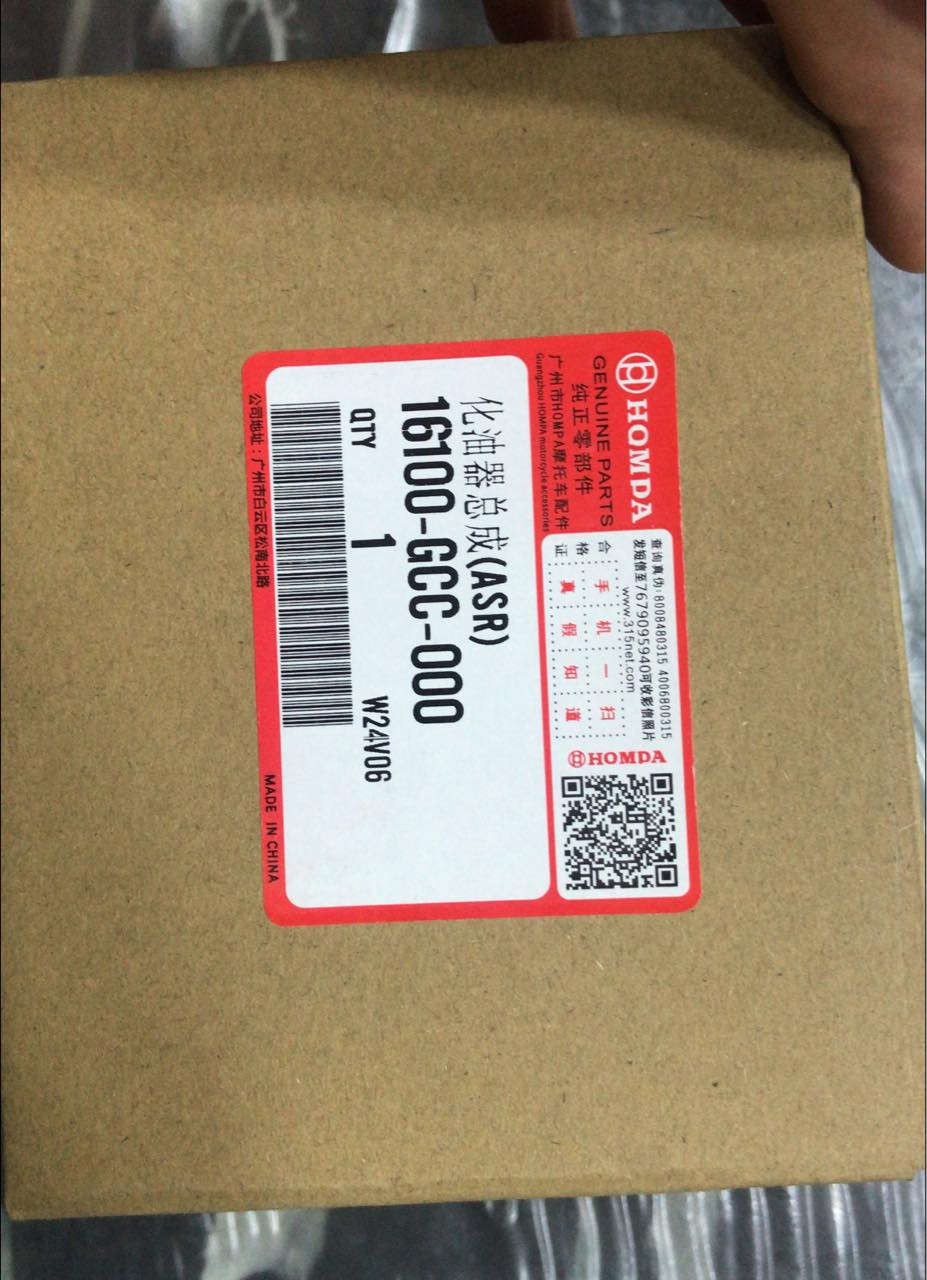 HOMDA
GENUINE PARTS
纯正零部件
广州市HOMPA摩托车配件
Guangzhou HOMPA motorcycle accessories
查询真伪:8008480315 4006800315
发短信至7679095940可收彩信照片
www.315net.com
合格证
手机一扫
真假知道
HOMDA
化油器总成(ASR)
16100-GCC-000
QTY 1 W24V06
公司地址:广州市白云区松南北路
MADE IN CHINA